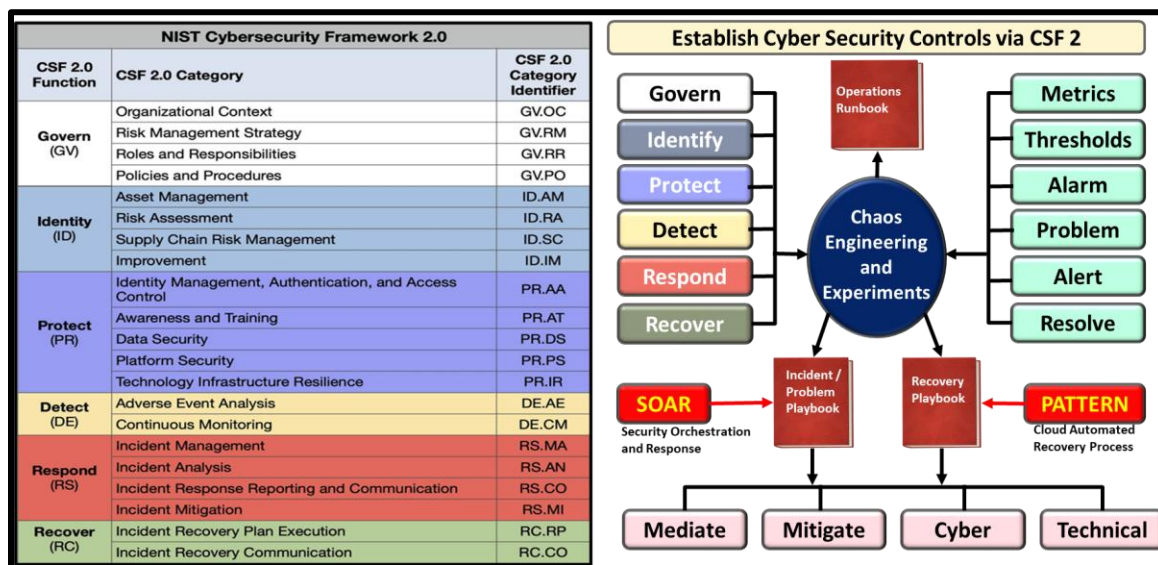 NIST Cybersecurity Framework 2.0
CSF 2.0
Function
CSF 2.0 Category
CSF 2.0
Category
Identifier
Govern
(GV)
Organizational Context
GV.OC
Risk Management Strategy
GV.RM
Roles and Responsibilities
GV.RR
Policies and Procedures
GV.PO
Identity
(ID)
Asset Management
ID.AM
Risk Assessment
ID.RA
Supply Chain Risk Management
ID.SC
Improvement
ID.IM
Protect
(PR)
Identity Management, Authentication, and Access
Control
PR.AA
Awareness and Training
PR.AT
Data Security
PR.DS
Platform Security
PR.PS
Technology Infrastructure Resilience
PR.IR
Detect
(DE)
Adverse Event Analysis
DE.AE
Continuous Monitoring
DE.CM
Respond
(RS)
Incident Management
RS.MA
Incident Analysis
RS.AN
Incident Response Reporting and Communication
RS.CO
Incident Mitigation
RS.MI
Recover
(RC)
Incident Recovery Plan Execution
RC.RP
Incident Recovery Communication
RC.CO
Establish Cyber Security Controls via CSF 2
Govern
Identify
Protect
Detect
Respond
Recover
Operations
Runbook
Chaos
Engineering
and
Experiments
Metrics
Thresholds
Alarm
Problem
Alert
Resolve
SOAR
Security Orchestration
and Response
Incident /
Problem
Playbook
Recovery
Playbook
PATTERN
Cloud Automated
Recovery Process
Mediate
Mitigate
Cyber
Technical